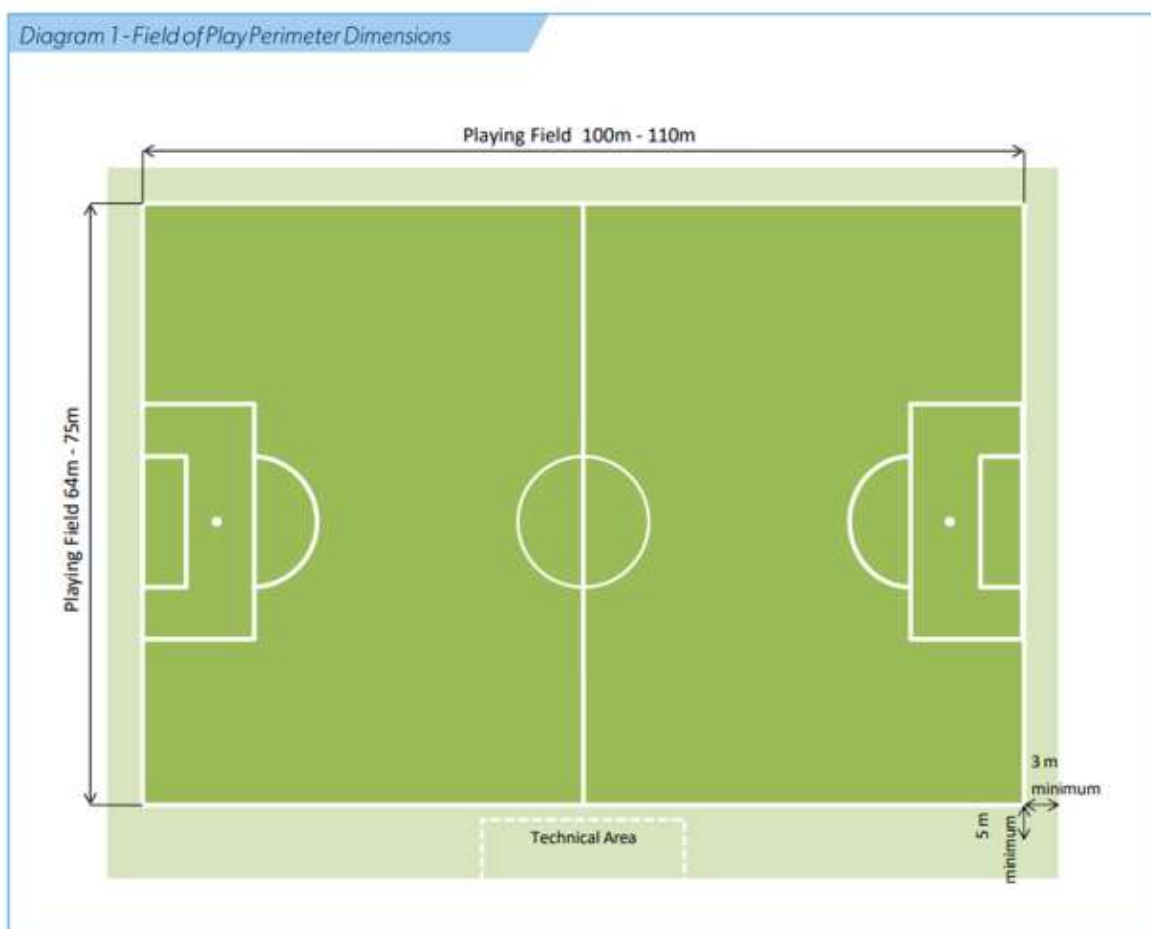 Diagram 1 - Field of Play Perimeter Dimensions
Playing Field 100m - 110m
Playing Field 64m - 75m
3 m
minimum
5 m
minimum
Technical Area